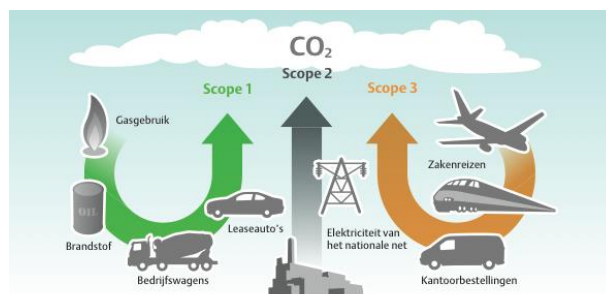 CO₂
Scope 2
Scope 1
Scope 3
Gasgebruik
Zakenreizen
OIL
Leaseauto's
Elektriciteit van
het nationale net
Brandstof
Bedrijfswagens
Kantoorbestellingen